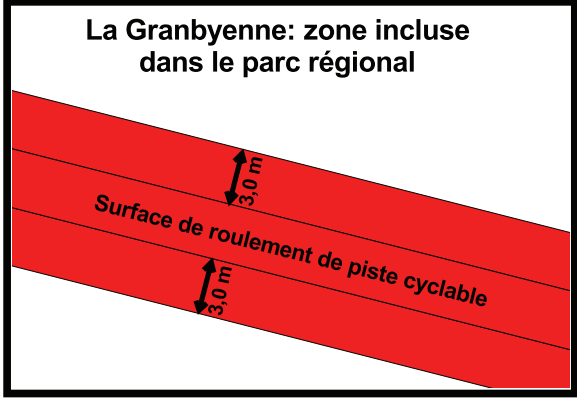 La Granbyenne: zone incluse
dans le parc régional
3,0 m
Surface de roulement de piste cyclable
3,0 m